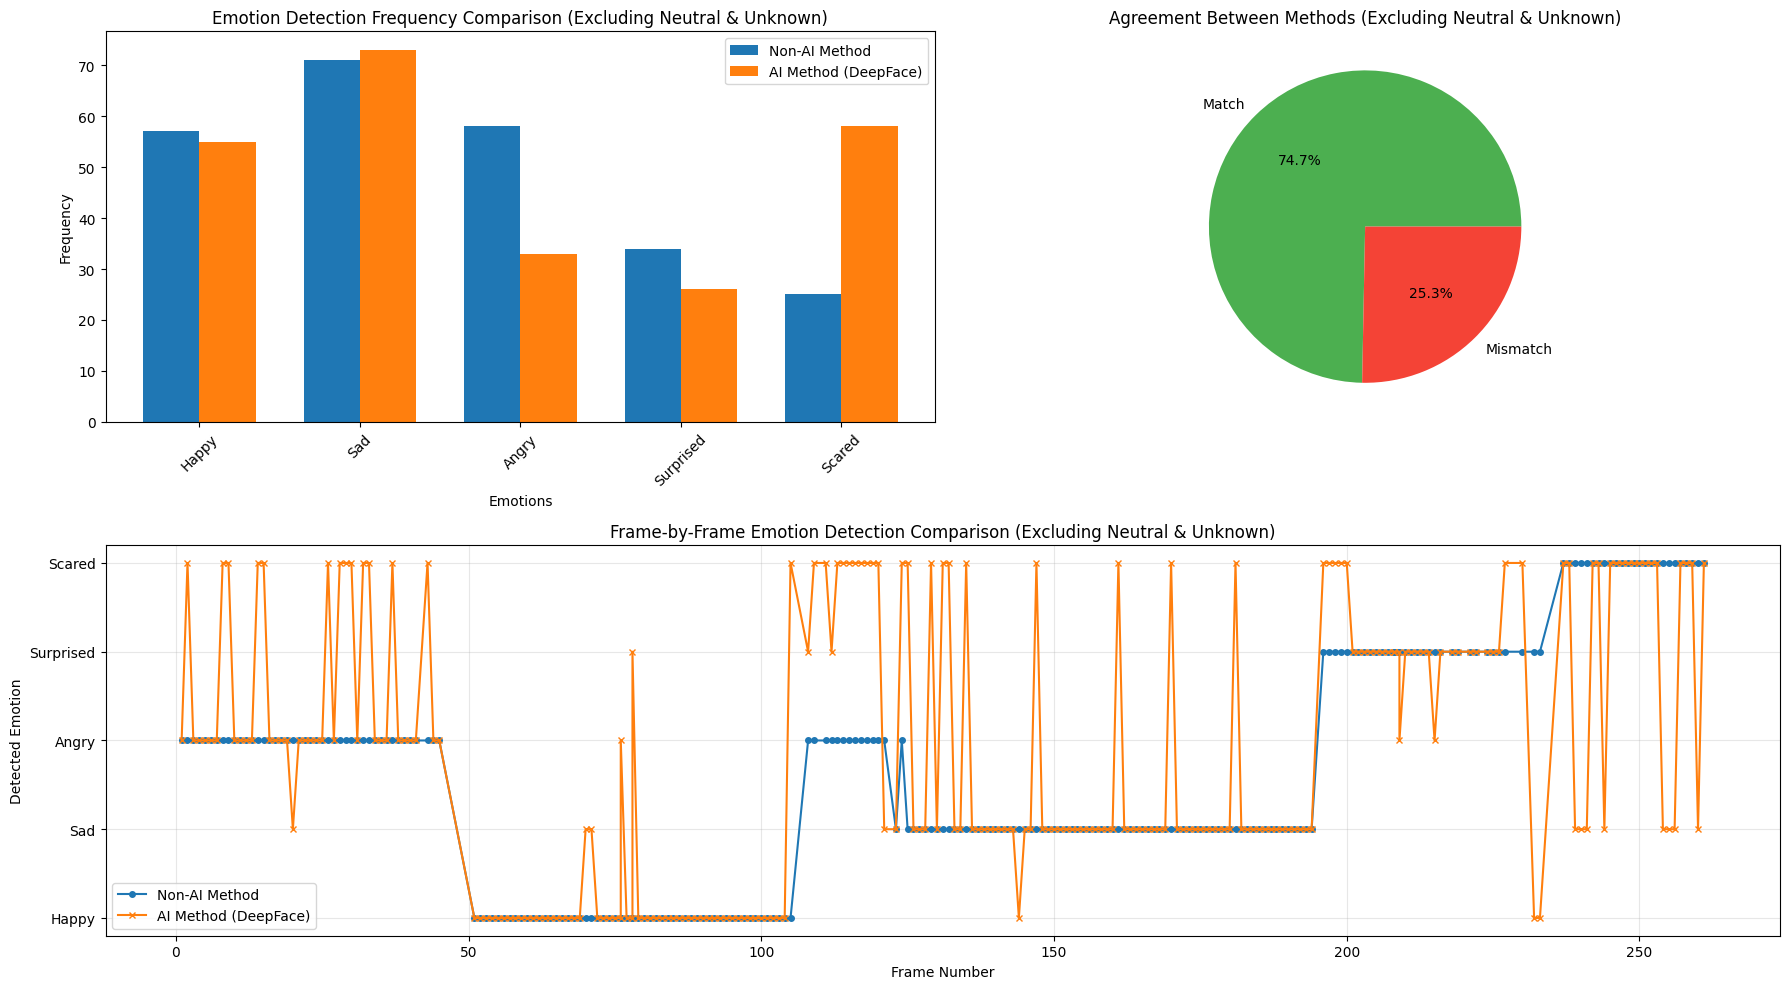 Emotion Detection Frequency Comparison (Excluding Neutral & Unknown)
Frequency
70
60
50
40
30
20
10
0
Non-AI Method
AI Method (DeepFace)
Happy
Sad
Angry
Surprised
Scared
Emotions
Agreement Between Methods (Excluding Neutral & Unknown)
Match
74.7%
25.3%
Mismatch
Frame-by-Frame Emotion Detection Comparison (Excluding Neutral & Unknown)
Detected Emotion
Scared
Surprised
Angry
Sad
Happy
Non-AI Method
AI Method (DeepFace)
0
50
100
150
200
250
Frame Number